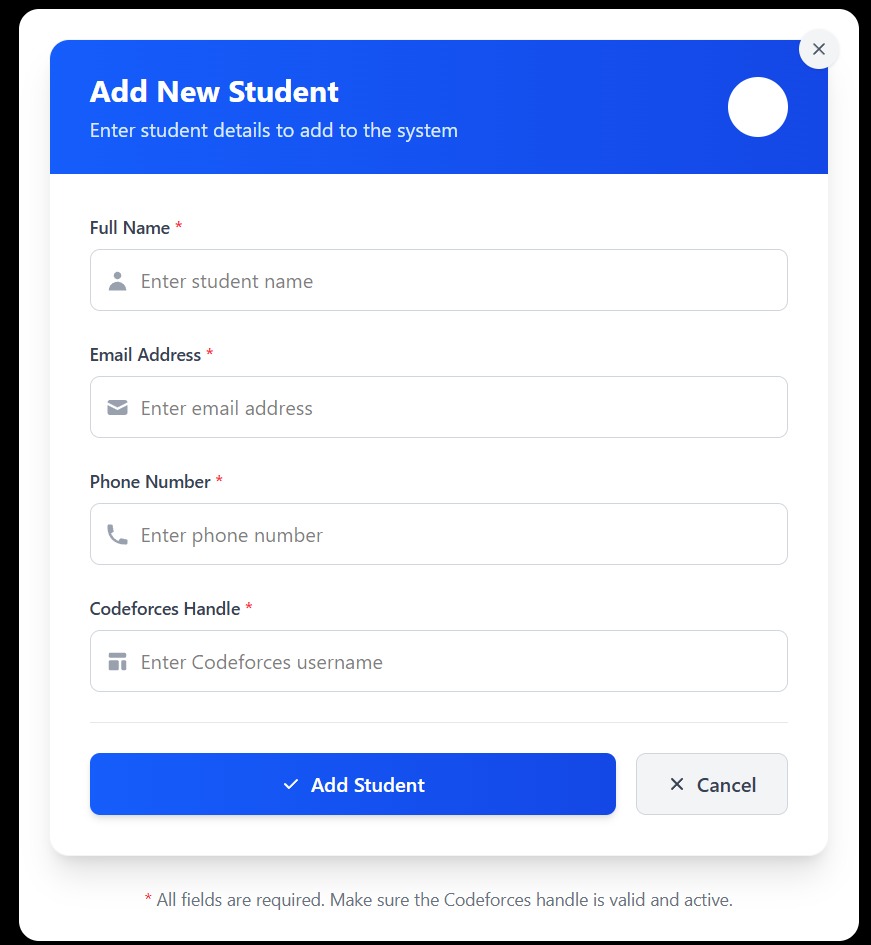 Add New Student
Enter student details to add to the system
Full Name *
Enter student name
Email Address *
Enter email address
Phone Number *
Enter phone number
Codeforces Handle *
Enter Codeforces username
Add Student
Cancel
* All fields are required. Make sure the Codeforces handle is valid and active.